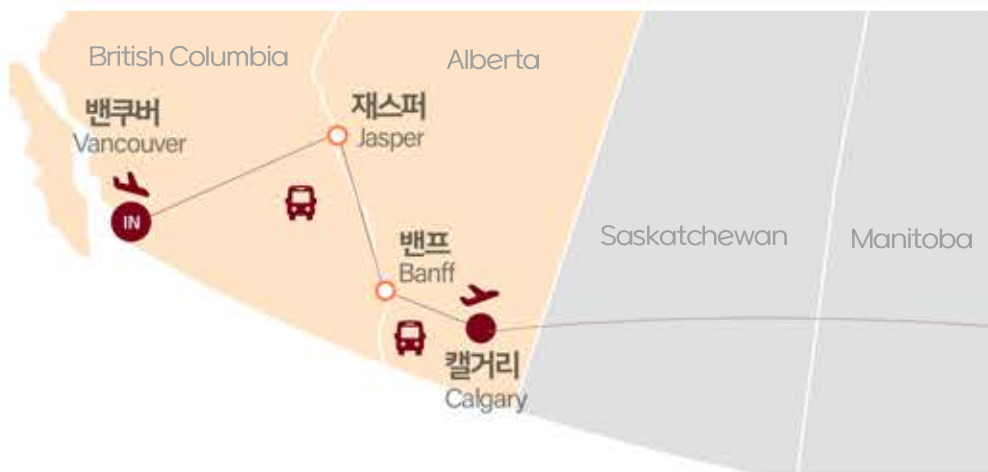 British Columbia
Alberta
밴쿠버
Vancouver
재스퍼
Jasper
IN
밴프
Banff
Saskatchewan
Manitoba
캘거리
Calgary